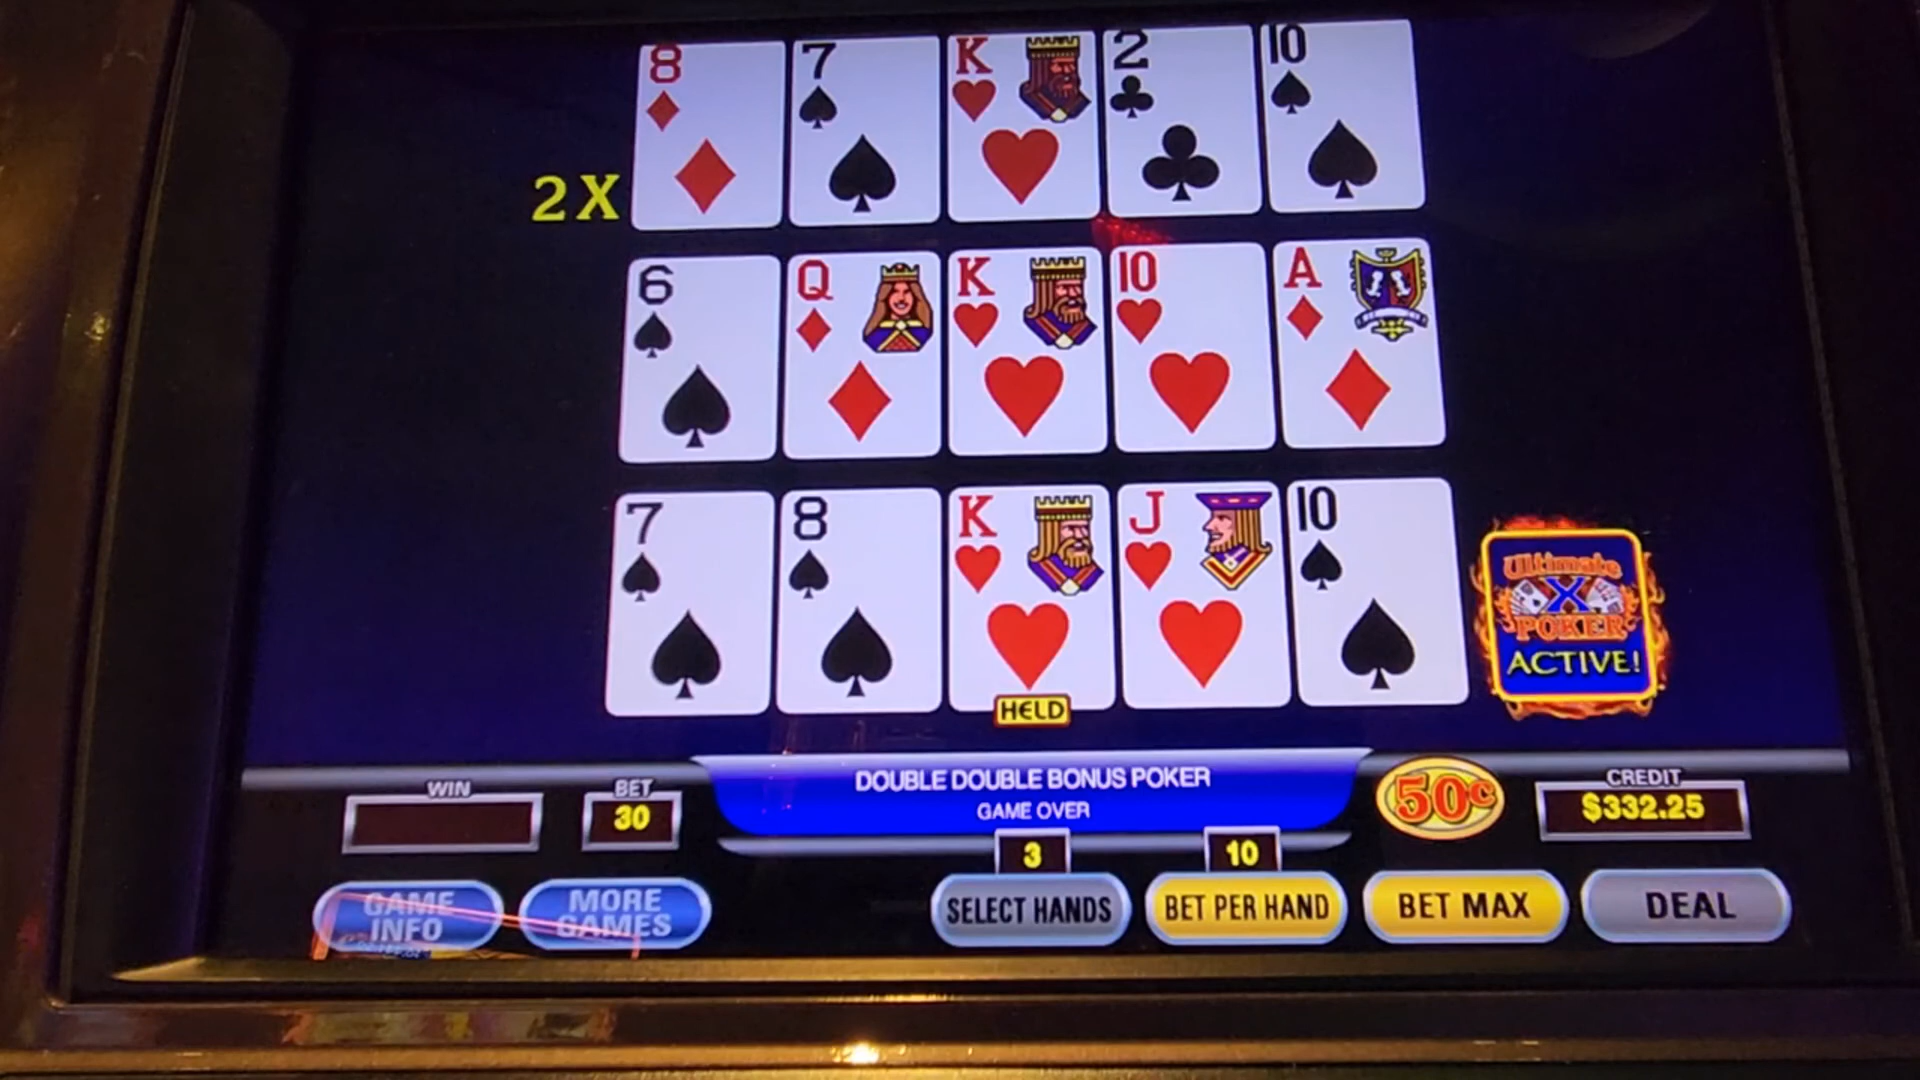 8 7 K 2 10
2X
6 Q K 10 A
7 8 K J 10
HELD
Ultimate
X
POKER
ACTIVE!
WIN
BET
30
DOUBLE DOUBLE BONUS POKER
GAME OVER
50¢
CREDIT
$332.25
3
10
GAME
INFO
MORE
GAMES
SELECT HANDS
BET PER HAND
BET MAX
DEAL